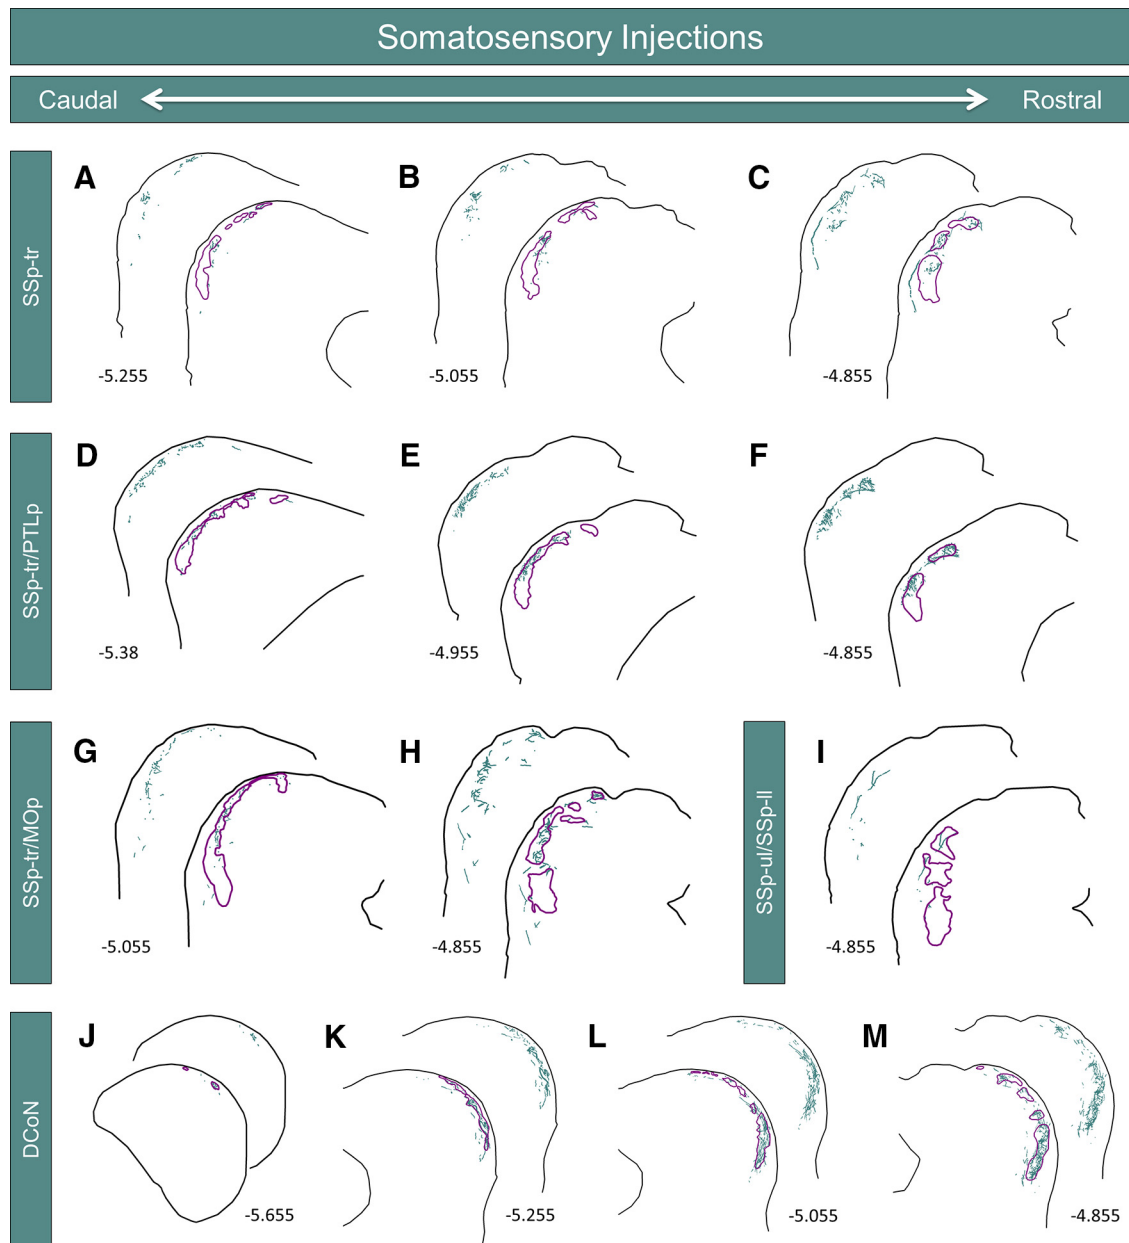 Somatosensory Injections
Caudal Rostral
SSp-tr
A B C
-5.255 -5.055 -4.855
SSp-tr/PTLp
D E F
-5.38 -4.955 -4.855
SSp-tr/MOp
G H
-5.055 -4.855
SSp-ul/SSp-ll
I
-4.855
DCoN
J K L M
-5.655 -5.255 -5.055 -4.855